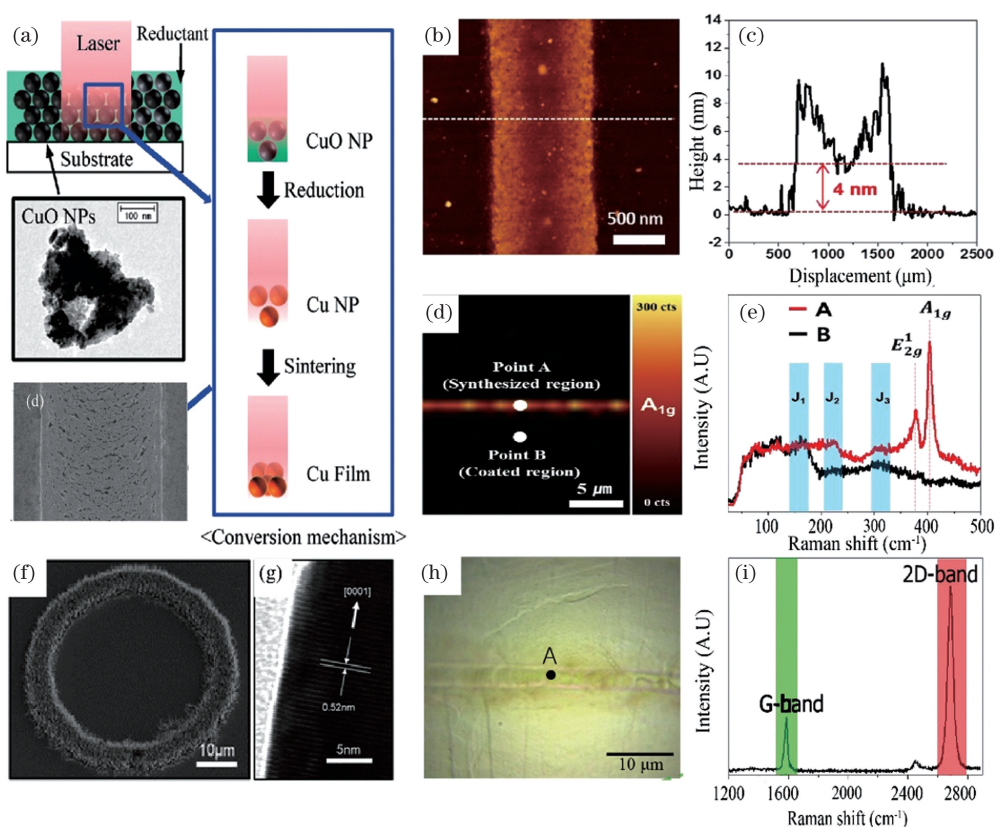 (a)
Laser
Reductant
Substrate
CuO NPs
100 nm
(d)
CuO NP
Reduction
Cu NP
Sintering
Cu Film
<Conversion mechanism>
(b)
500 nm
(c)
Height (nm)
14
12
10
8
6
4
2
0
-2
4 nm
0 500 1000 1500 2000 2500
Displacement (μm)
(d)
Point A
(Synthesized region)
Point B
(Coated region)
5 μm
300 cts
A1g
0 cts
(e)
A
B
A1g
E12g
J1 J2 J3
Intensity (A.U)
100 200 300 400 500
Raman shift (cm-1)
(f)
10μm
(g)
[0001]
0.52nm
5nm
(h)
A
10 μm
(i)
2D-band
G-band
Intensity (A.U)
1200 1600 2000 2400 2800
Raman shift (cm-1)